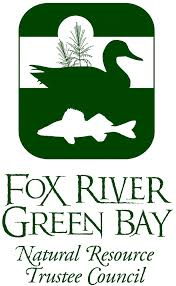 FOX RIVER
GREEN BAY
Natural Resource
Trustee Council